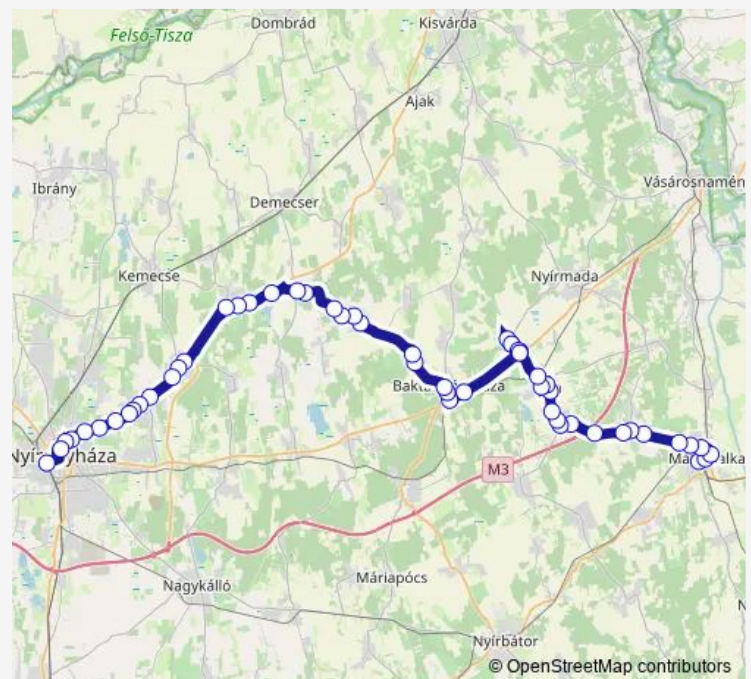 Felső-Tisza
Dombrád
Kisvárda
Ajak
Ibrány
Vásárosnamén
Demecser
Kemecse
Nyírmada
M3
Nagykálló
Máriapócs
Nyírbátor
© OpenStreetMap contributors